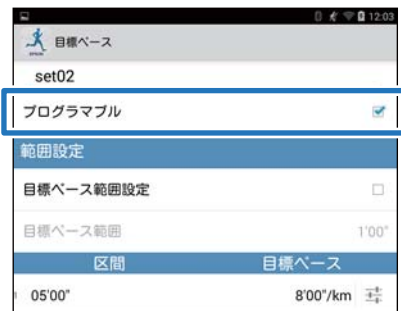 12:03
目標ペース
set02
プログラマブル
範囲設定
目標ペース範囲設定
目標ペース範囲 1'00"
区間 目標ペース
05'00" 8'00"/km